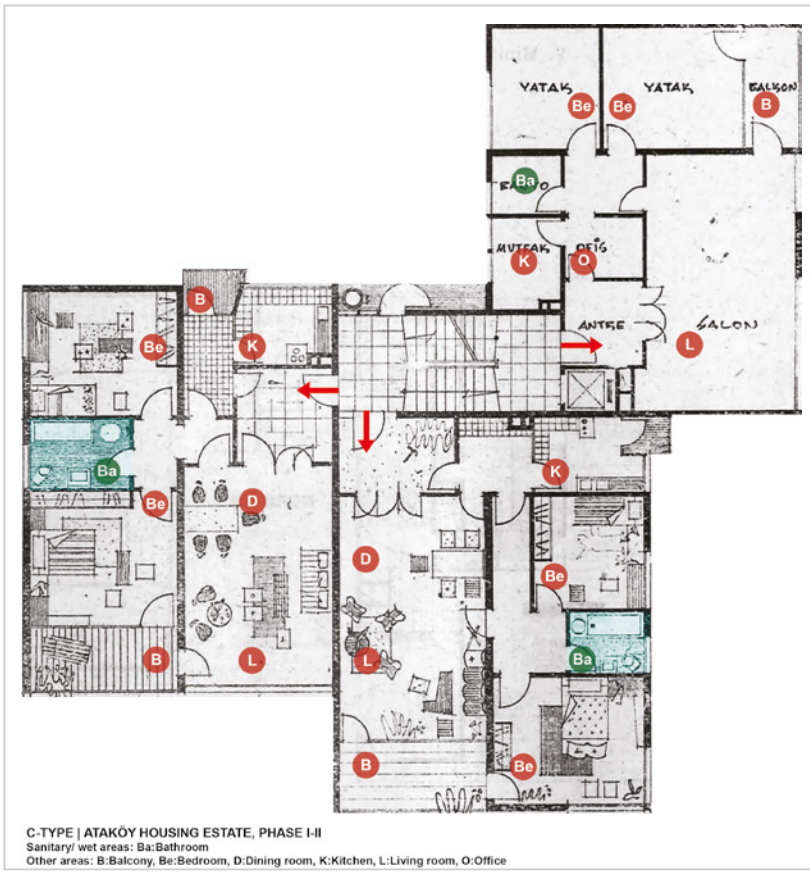 YATAK
YATAK
BALKON
Be
Be
B
Ba
MUTFAK
OFİS
K
O
ANTRE
SALON
L
B
Be
K
Ba
Be
D
K
D
Be
B
L
L
Ba
B
Be
C-TYPE | ATAKÖY HOUSING ESTATE, PHASE I-II
Sanitary/ wet areas: Ba:Bathroom
Other areas: B:Balcony, Be:Bedroom, D:Dining room, K:Kitchen, L:Living room, O:Office